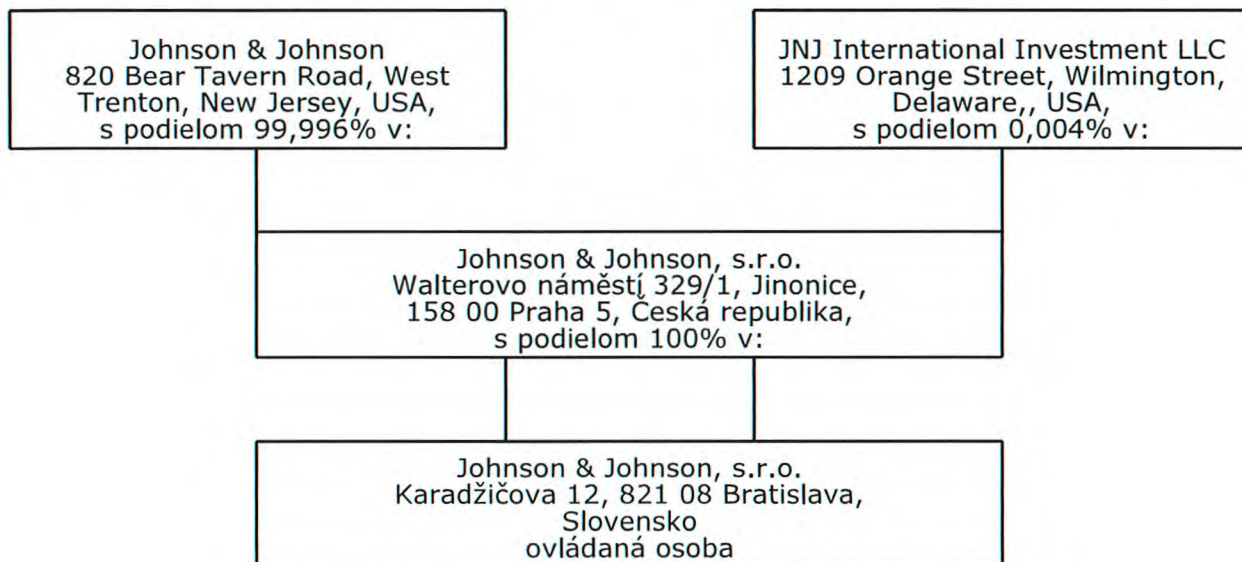 Johnson & Johnson
820 Bear Tavern Road, West
Trenton, New Jersey, USA,
s podielom 99,996% v:
JNJ International Investment LLC
1209 Orange Street, Wilmington,
Delaware,, USA,
s podielom 0,004% v:
Johnson & Johnson, s.r.o.
Walterovo náměstí 329/1, Jinonice,
158 00 Praha 5, Česká republika,
s podielom 100% v:
Johnson & Johnson, s.r.o.
Karadžičova 12, 821 08 Bratislava,
Slovensko
ovládaná osoba